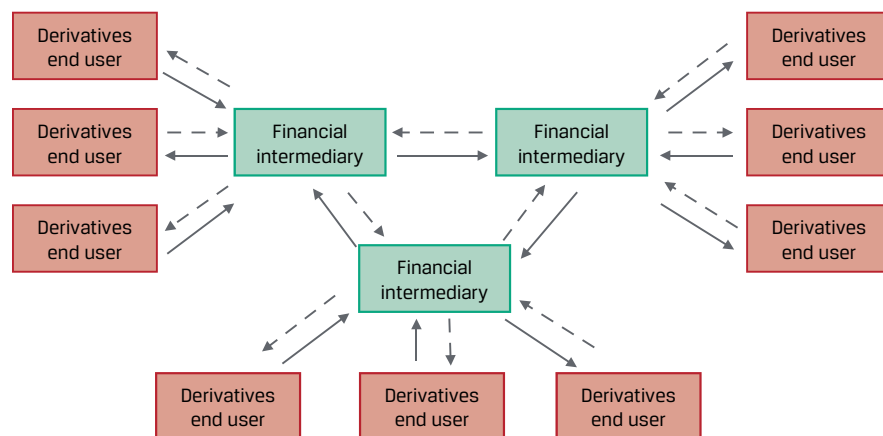 Derivatives
end user
Derivatives
end user
Derivatives
end user
Financial
intermediary
Financial
intermediary
Derivatives
end user
Derivatives
end user
Derivatives
end user
Financial
intermediary
Derivatives
end user
Derivatives
end user
Derivatives
end user